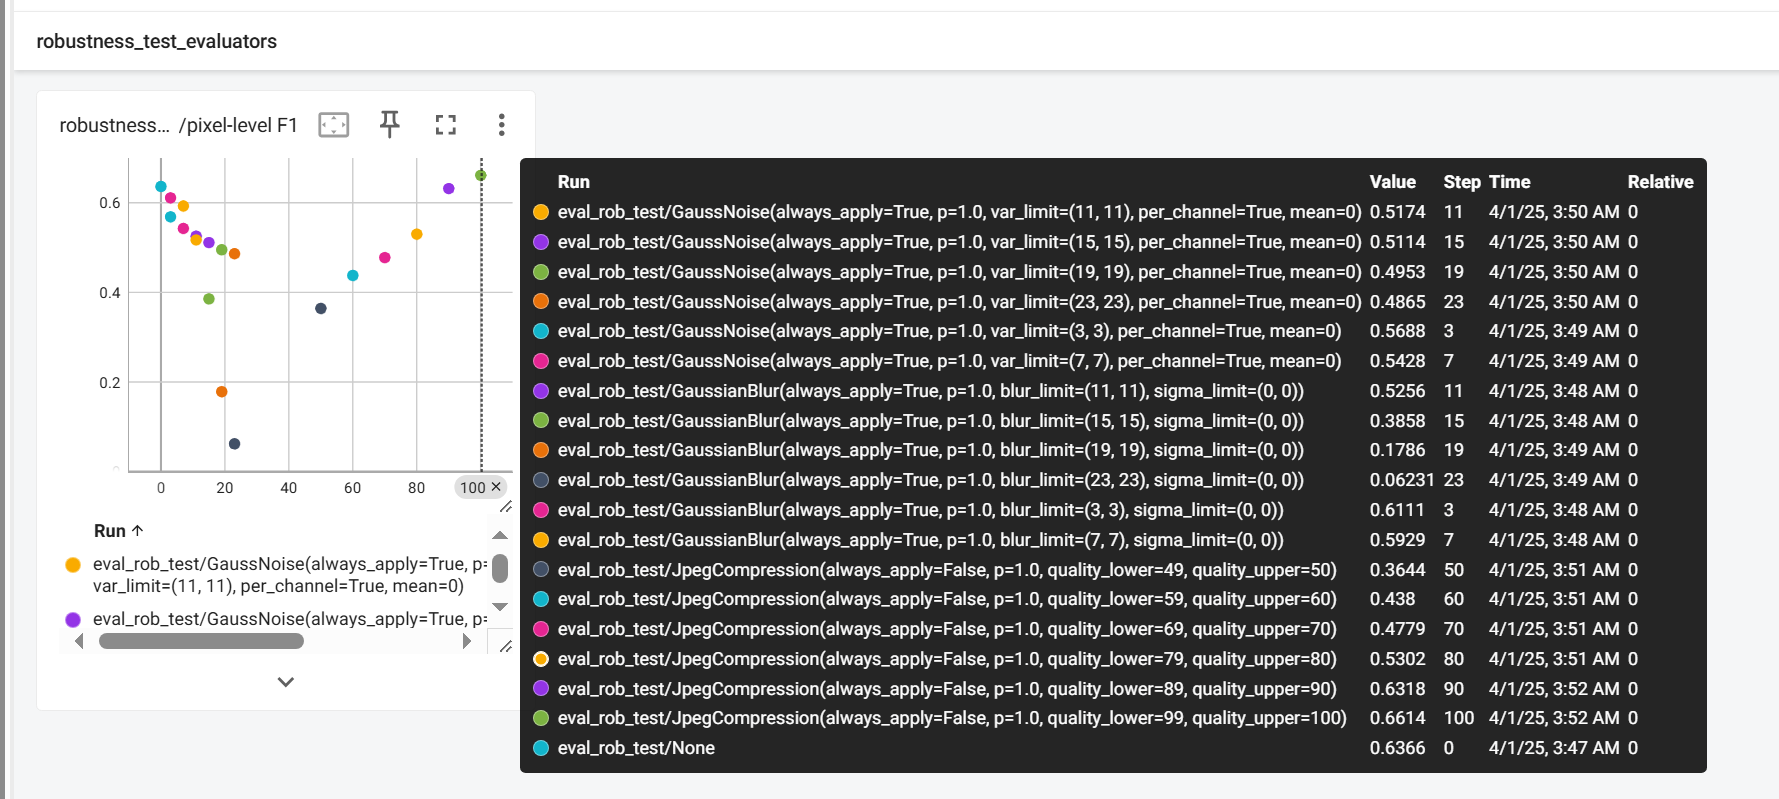 robustness_test_evaluators
robustness... /pixel-level F1
0.6
0.4
0.2
0
0 20 40 60 80 100 ×
Run ↑
eval_rob_test/GaussNoise(always_apply=True, p=
var_limit=(11, 11), per_channel=True, mean=0)
eval_rob_test/GaussNoise(always_apply=True, p=
Run Value Step Time Relative
eval_rob_test/GaussNoise(always_apply=True, p=1.0, var_limit=(11, 11), per_channel=True, mean=0) 0.5174 11 4/1/25, 3:50 AM 0
eval_rob_test/GaussNoise(always_apply=True, p=1.0, var_limit=(15, 15), per_channel=True, mean=0) 0.5114 15 4/1/25, 3:50 AM 0
eval_rob_test/GaussNoise(always_apply=True, p=1.0, var_limit=(19, 19), per_channel=True, mean=0) 0.4953 19 4/1/25, 3:50 AM 0
eval_rob_test/GaussNoise(always_apply=True, p=1.0, var_limit=(23, 23), per_channel=True, mean=0) 0.4865 23 4/1/25, 3:50 AM 0
eval_rob_test/GaussNoise(always_apply=True, p=1.0, var_limit=(3, 3), per_channel=True, mean=0) 0.5688 3 4/1/25, 3:49 AM 0
eval_rob_test/GaussNoise(always_apply=True, p=1.0, var_limit=(7, 7), per_channel=True, mean=0) 0.5428 7 4/1/25, 3:49 AM 0
eval_rob_test/GaussianBlur(always_apply=True, p=1.0, blur_limit=(11, 11), sigma_limit=(0, 0)) 0.5256 11 4/1/25, 3:48 AM 0
eval_rob_test/GaussianBlur(always_apply=True, p=1.0, blur_limit=(15, 15), sigma_limit=(0, 0)) 0.3858 15 4/1/25, 3:48 AM 0
eval_rob_test/GaussianBlur(always_apply=True, p=1.0, blur_limit=(19, 19), sigma_limit=(0, 0)) 0.1786 19 4/1/25, 3:49 AM 0
eval_rob_test/GaussianBlur(always_apply=True, p=1.0, blur_limit=(23, 23), sigma_limit=(0, 0)) 0.06231 23 4/1/25, 3:49 AM 0
eval_rob_test/GaussianBlur(always_apply=True, p=1.0, blur_limit=(3, 3), sigma_limit=(0, 0)) 0.6111 3 4/1/25, 3:48 AM 0
eval_rob_test/GaussianBlur(always_apply=True, p=1.0, blur_limit=(7, 7), sigma_limit=(0, 0)) 0.5929 7 4/1/25, 3:48 AM 0
eval_rob_test/JpegCompression(always_apply=False, p=1.0, quality_lower=49, quality_upper=50) 0.3644 50 4/1/25, 3:51 AM 0
eval_rob_test/JpegCompression(always_apply=False, p=1.0, quality_lower=59, quality_upper=60) 0.438 60 4/1/25, 3:51 AM 0
eval_rob_test/JpegCompression(always_apply=False, p=1.0, quality_lower=69, quality_upper=70) 0.4779 70 4/1/25, 3:51 AM 0
eval_rob_test/JpegCompression(always_apply=False, p=1.0, quality_lower=79, quality_upper=80) 0.5302 80 4/1/25, 3:51 AM 0
eval_rob_test/JpegCompression(always_apply=False, p=1.0, quality_lower=89, quality_upper=90) 0.6318 90 4/1/25, 3:52 AM 0
eval_rob_test/JpegCompression(always_apply=False, p=1.0, quality_lower=99, quality_upper=100) 0.6614 100 4/1/25, 3:52 AM 0
eval_rob_test/None 0.6366 0 4/1/25, 3:47 AM 0